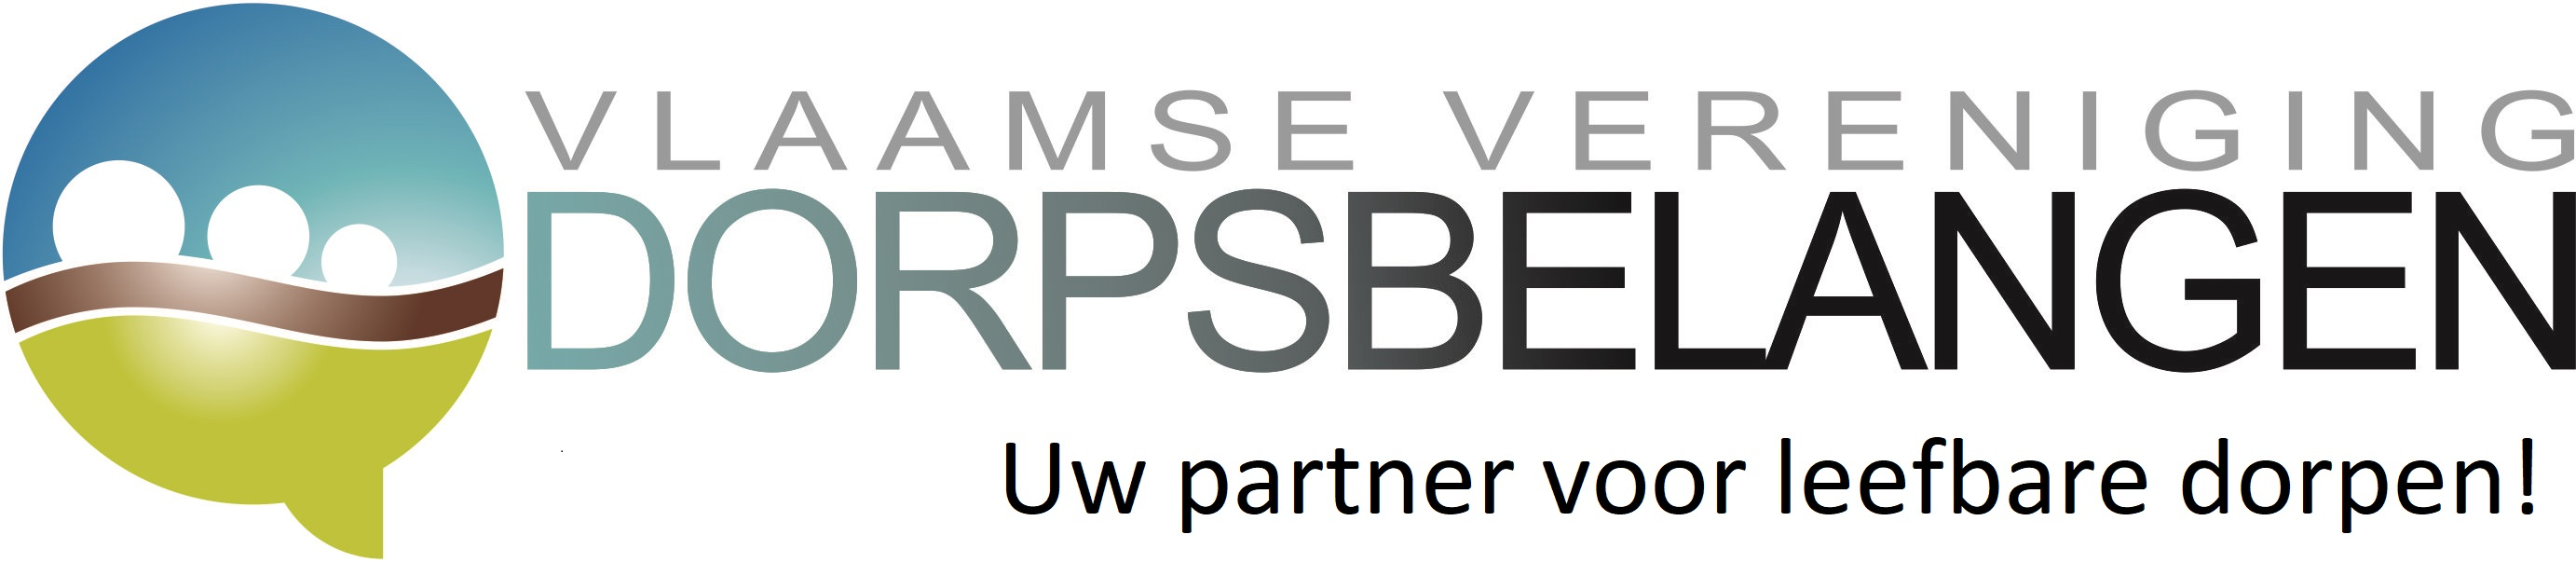 VLAAMSE VERENIGING
DORPSBELANGEN
Uw partner voor leefbare dorpen!